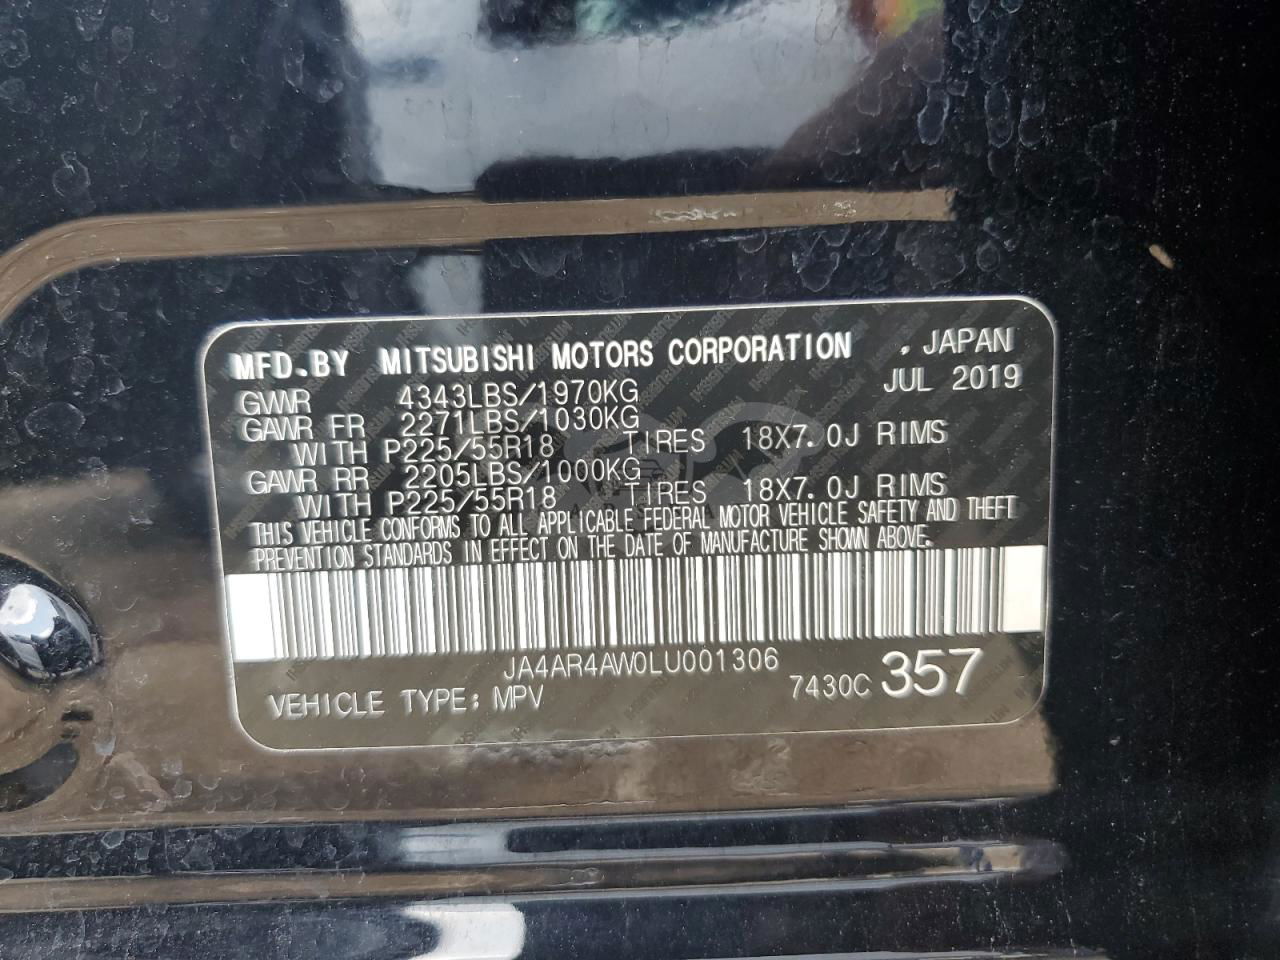 MFD.BY MITSUBISHI MOTORS CORPORATION , JAPAN
JUL 2019
GVWR 4343LBS/1970KG
GAWR FR 2271LBS/1030KG
WITH P225/55R18 TIRES 18X7.0J RIMS
GAWR RR 2205LBS/1000KG
WITH P225/55R18 TIRES 18X7.0J RIMS
THIS VEHICLE CONFORMS TO ALL APPLICABLE FEDERAL MOTOR VEHICLE SAFETY AND THEFT
PREVENTION STANDARDS IN EFFECT ON THE DATE OF MANUFACTURE SHOWN ABOVE.
JA4AR4AW0LU001306
VEHICLE TYPE: MPV 7430C 357